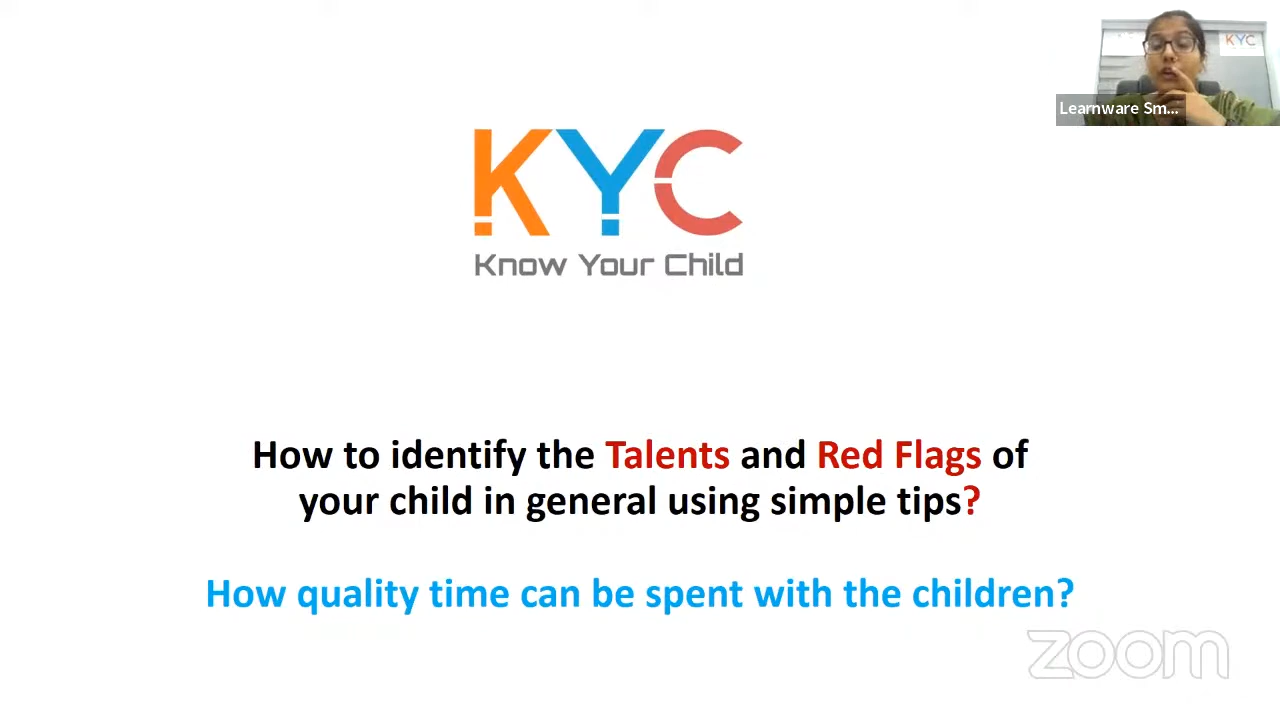 KYC
Learnware Sm...
KYC
Know Your Child
How to identify the Talents and Red Flags of
your child in general using simple tips?
How quality time can be spent with the children?
zoom